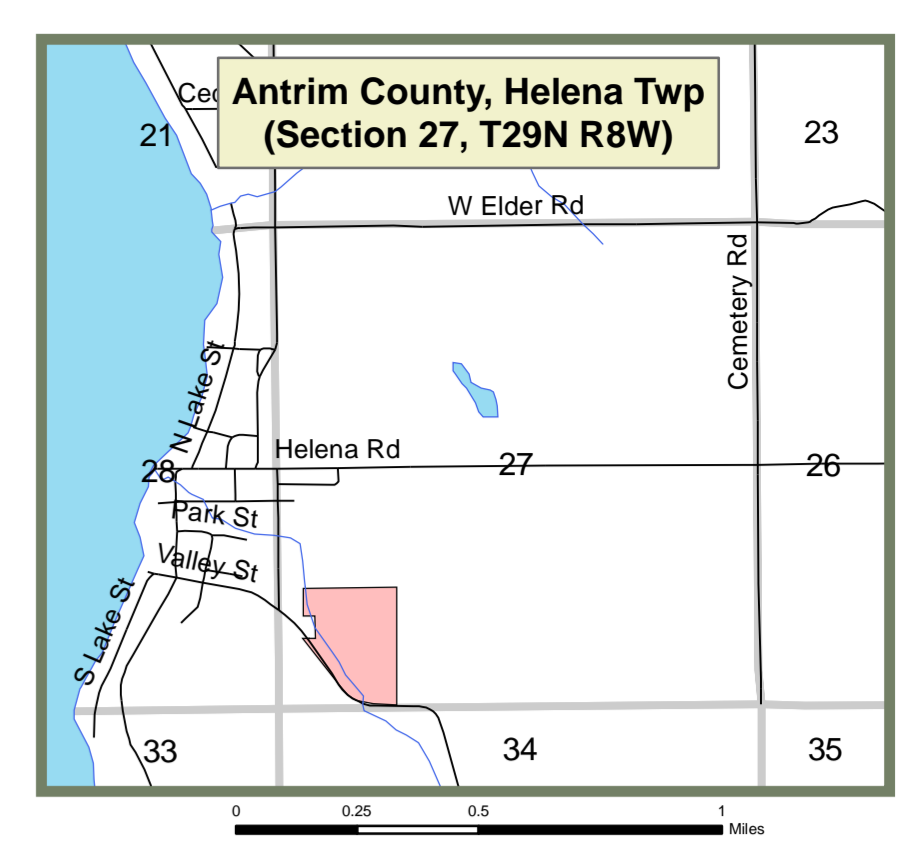 Antrim County, Helena Twp
(Section 27, T29N R8W)
21
23
W Elder Rd
Cemetery Rd
N Lake St
Helena Rd
28
27
26
Park St
Valley St
S Lake St
33
34
35
0
0.25
0.5
1
Miles